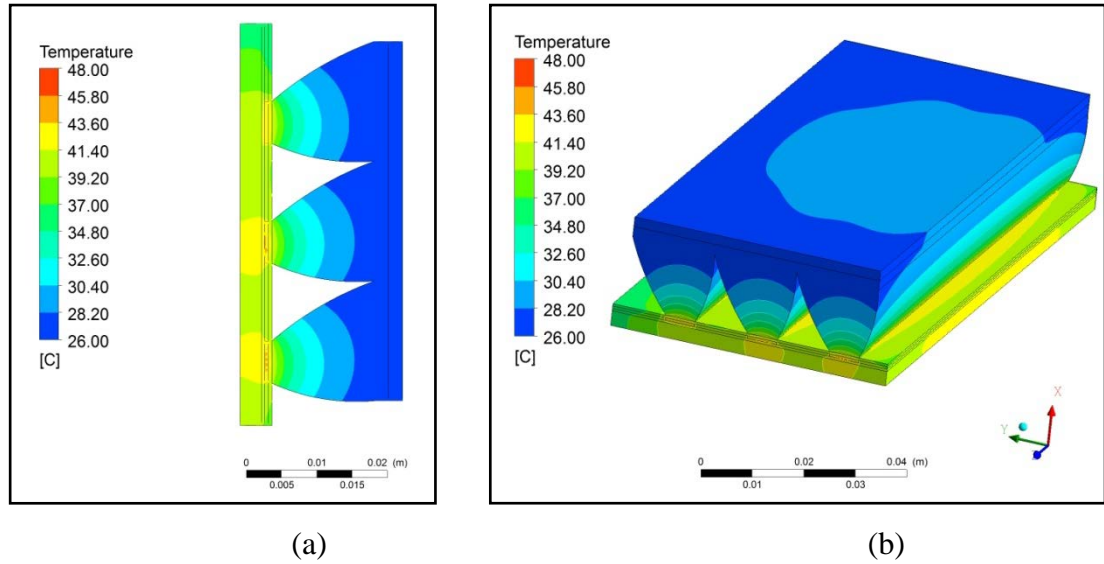 Temperature
48.00
45.80
43.60
41.40
39.20
37.00
34.80
32.60
30.40
28.20
26.00
[C]
0 0.01 0.02 (m)
0.005 0.015
(a)
Temperature
48.00
45.80
43.60
41.40
39.20
37.00
34.80
32.60
30.40
28.20
26.00
[C]
X
Y
Z
0 0.02 0.04 (m)
0.01 0.03
(b)